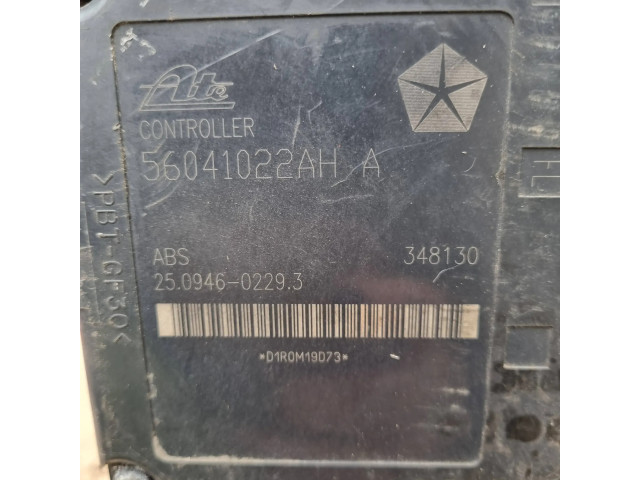 Ate
CONTROLLER
56041022AH A
ABS 348130
25.0946-0229.3
*D1R0M19D73*
>PBT-GF30<